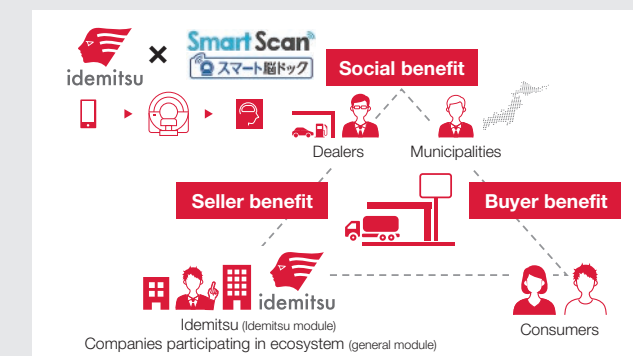 idemitsu
×
Smart Scan
スマート脳ドック
Social benefit
Dealers
Municipalities
Seller benefit
Buyer benefit
idemitsu
Idemitsu (Idemitsu module)
Companies participating in ecosystem (general module)
Consumers